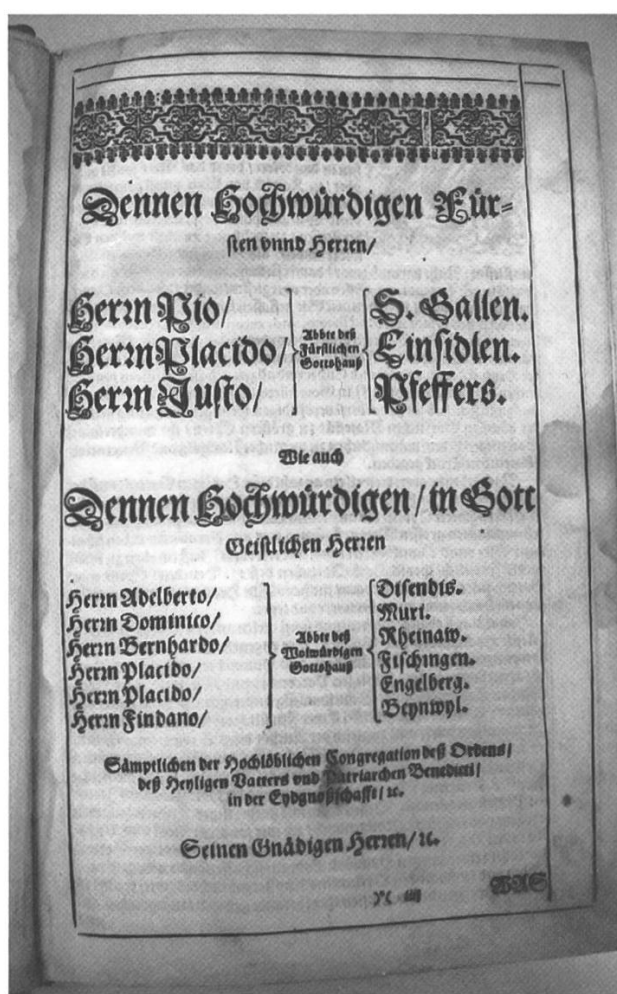 Dennen Hochwürdigen Für-
sten vnnd Herren/
Herrn Pio/
Herrn Placido/
Herrn Justo/
Abbte deß
Fürstlichen
Gottshauß
S. Gallen.
Einsidlen.
Pfeffers.
Wie auch
Dennen Hochwürdigen/ in Gott
Geistlichen Herren
Herrn Adelberto/
Herrn Dominico/
Herrn Bernhardo/
Herrn Placido/
Herrn Placido/
Herrn Findano/
Abbte deß
Wolwürdigen
Gottshauß
Disendis.
Muri.
Rheinaw.
Fischingen.
Engelberg.
Beynwyl.
Sämptlichen der Hochlöblichen Congregation deß Ordens/
deß Heyligen Vatters vnd Patriarchen Benedicti/
in der Eydgnoßschafft/ ꝛc.
Seinen Gnädigen Herren/ ꝛc.
WAS